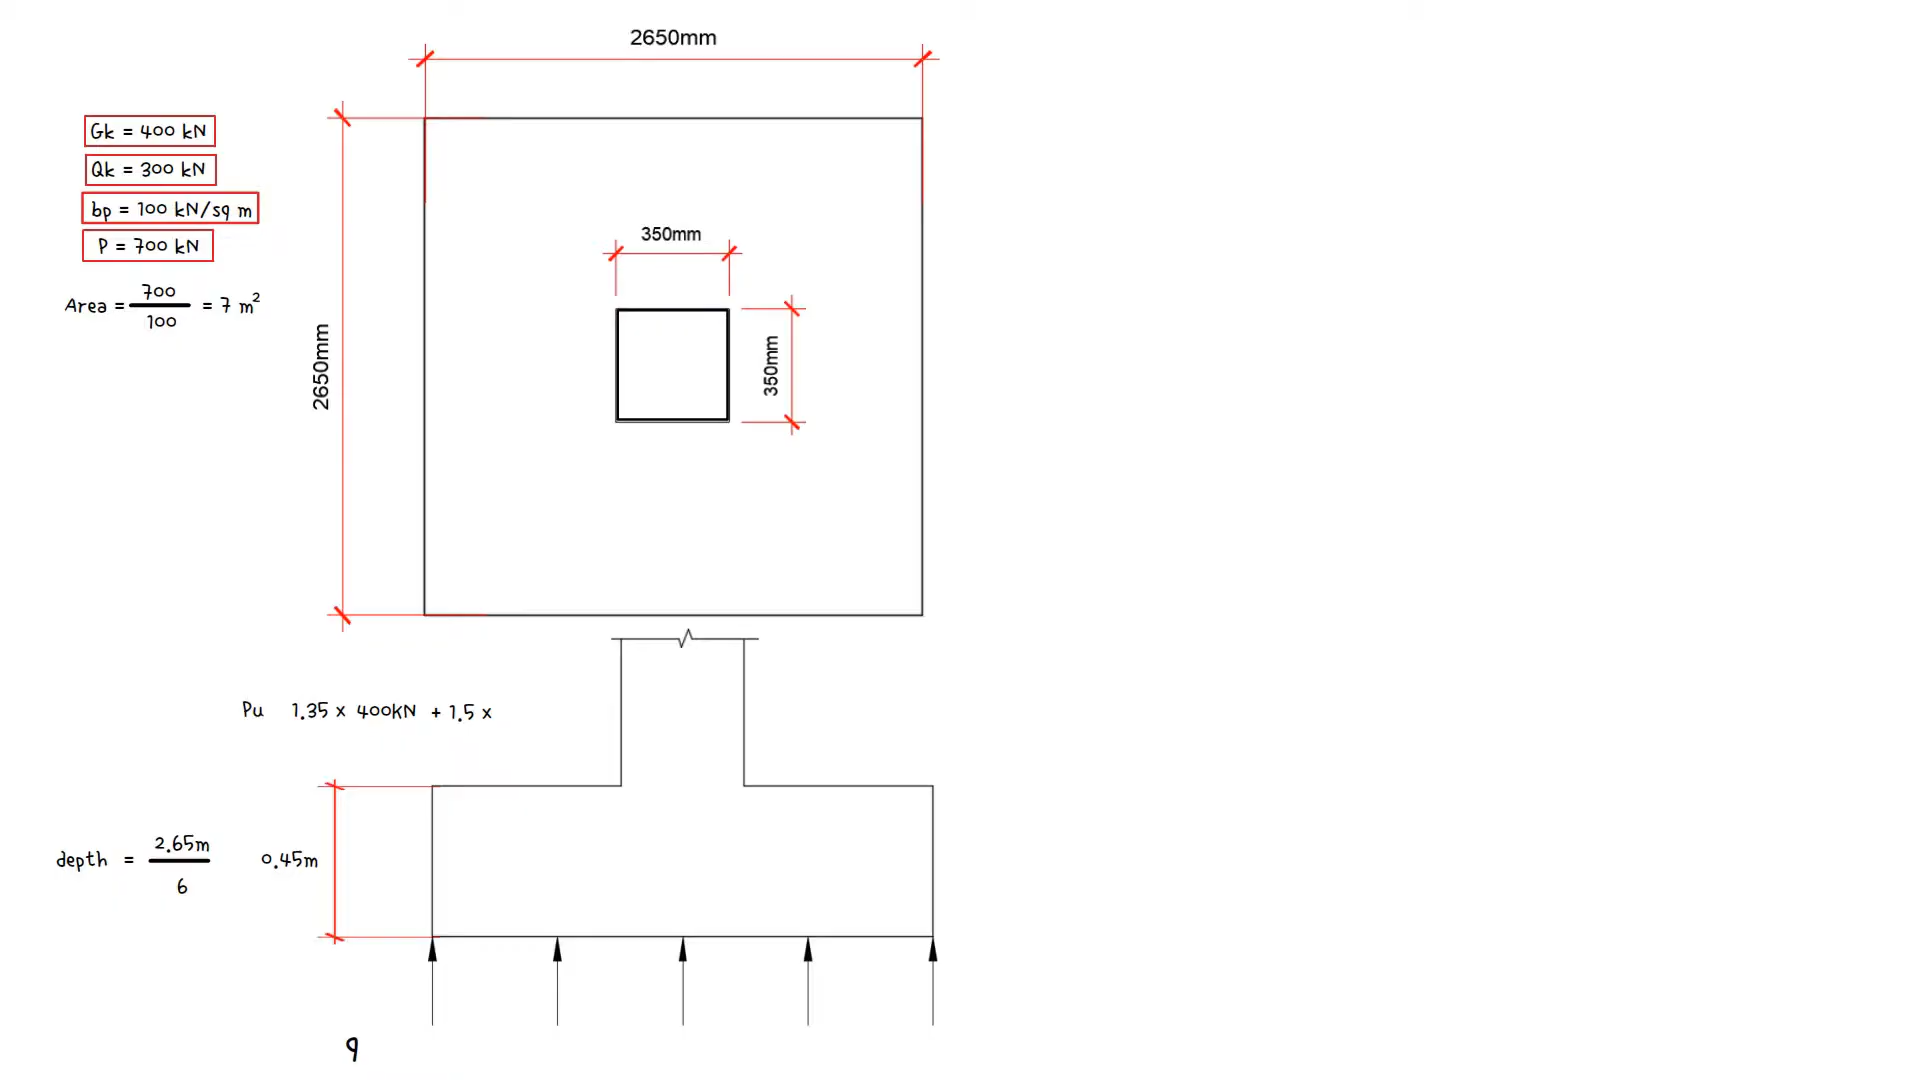 2650mm
Gk = 400 kN
Qk = 300 kN
bp = 100 kN/sq m
P = 700 kN
Area = 700/100 = 7 m²
350mm
350mm
2650mm
Pu 1.35 x 400kN + 1.5 x
depth = 2.65m/6 0.45m
q